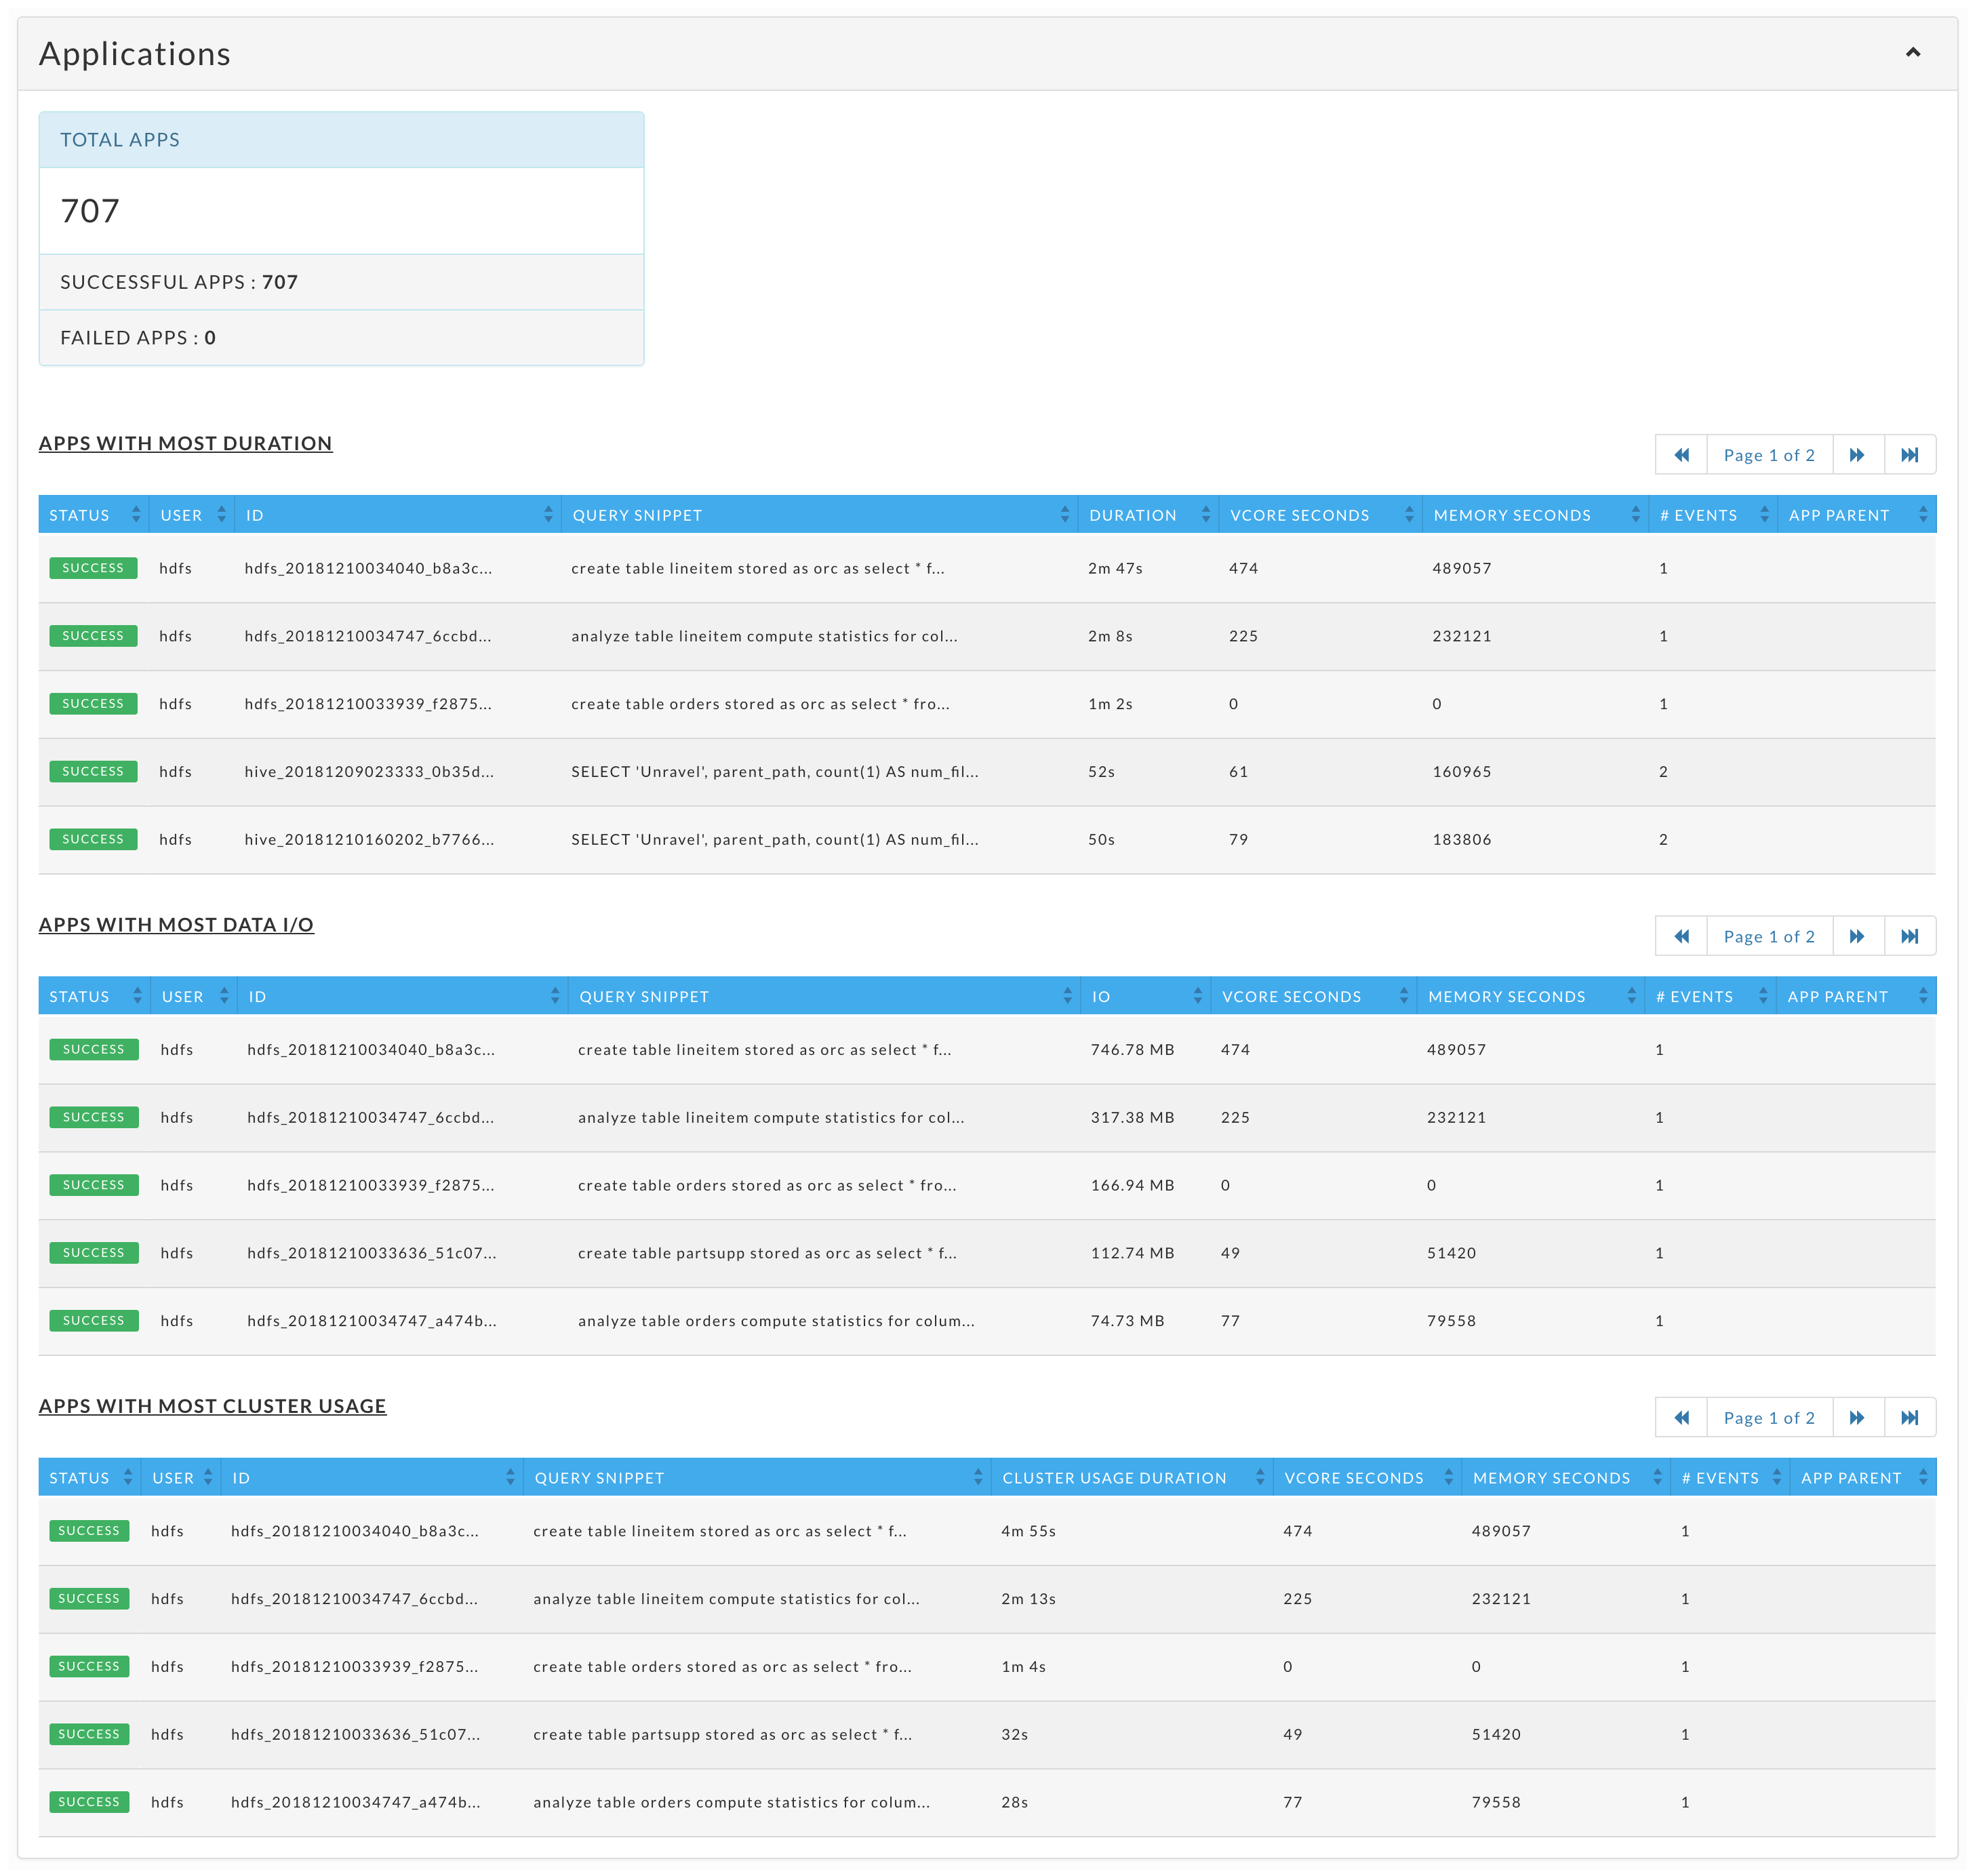 Applications
TOTAL APPS
707
SUCCESSFUL APPS : 707
FAILED APPS : 0
APPS WITH MOST DURATION
Page 1 of 2
STATUS USER ID QUERY SNIPPET DURATION VCORE SECONDS MEMORY SECONDS # EVENTS APP PARENT
SUCCESS hdfs hdfs_20181210034040_b8a3c... create table lineitem stored as orc as select * f... 2m 47s 474 489057 1
SUCCESS hdfs hdfs_20181210034747_6ccbd... analyze table lineitem compute statistics for col... 2m 8s 225 232121 1
SUCCESS hdfs hdfs_20181210033939_f2875... create table orders stored as orc as select * fro... 1m 2s 0 0 1
SUCCESS hdfs hive_20181209023333_0b35d... SELECT 'Unravel', parent_path, count(1) AS num_fil... 52s 61 160965 2
SUCCESS hdfs hive_20181210160202_b7766... SELECT 'Unravel', parent_path, count(1) AS num_fil... 50s 79 183806 2
APPS WITH MOST DATA I/O
Page 1 of 2
STATUS USER ID QUERY SNIPPET IO VCORE SECONDS MEMORY SECONDS # EVENTS APP PARENT
SUCCESS hdfs hdfs_20181210034040_b8a3c... create table lineitem stored as orc as select * f... 746.78 MB 474 489057 1
SUCCESS hdfs hdfs_20181210034747_6ccbd... analyze table lineitem compute statistics for col... 317.38 MB 225 232121 1
SUCCESS hdfs hdfs_20181210033939_f2875... create table orders stored as orc as select * fro... 166.94 MB 0 0 1
SUCCESS hdfs hdfs_20181210033636_51c07... create table partsupp stored as orc as select * f... 112.74 MB 49 51420 1
SUCCESS hdfs hdfs_20181210034747_a474b... analyze table orders compute statistics for colum... 74.73 MB 77 79558 1
APPS WITH MOST CLUSTER USAGE
Page 1 of 2
STATUS USER ID QUERY SNIPPET CLUSTER USAGE DURATION VCORE SECONDS MEMORY SECONDS # EVENTS APP PARENT
SUCCESS hdfs hdfs_20181210034040_b8a3c... create table lineitem stored as orc as select * f... 4m 55s 474 489057 1
SUCCESS hdfs hdfs_20181210034747_6ccbd... analyze table lineitem compute statistics for col... 2m 13s 225 232121 1
SUCCESS hdfs hdfs_20181210033939_f2875... create table orders stored as orc as select * fro... 1m 4s 0 0 1
SUCCESS hdfs hdfs_20181210033636_51c07... create table partsupp stored as orc as select * f... 32s 49 51420 1
SUCCESS hdfs hdfs_20181210034747_a474b... analyze table orders compute statistics for colum... 28s 77 79558 1